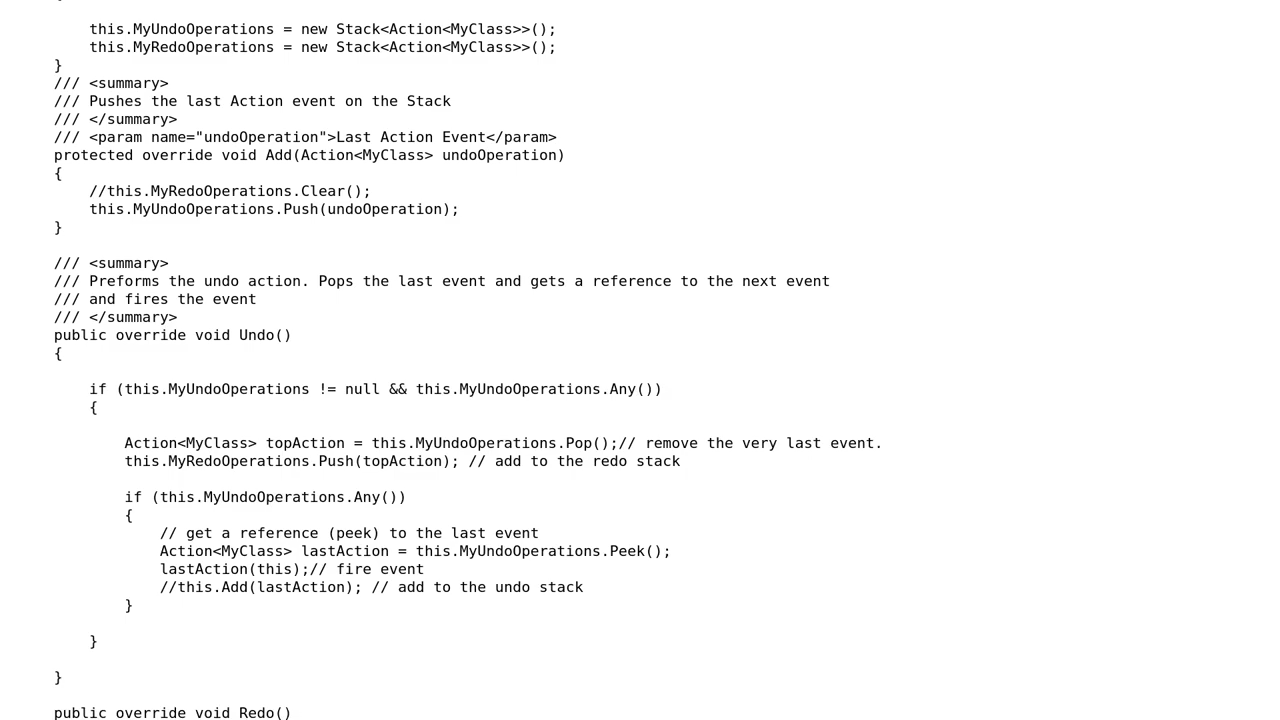 this.MyUndoOperations = new Stack<Action<MyClass>>();
this.MyRedoOperations = new Stack<Action<MyClass>>();
}
/// <summary>
/// Pushes the last Action event on the Stack
/// </summary>
/// <param name="undoOperation">Last Action Event</param>
protected override void Add(Action<MyClass> undoOperation)
{
//this.MyRedoOperations.Clear();
this.MyUndoOperations.Push(undoOperation);
}
/// <summary>
/// Preforms the undo action. Pops the last event and gets a reference to the next event
/// and fires the event
/// </summary>
public override void Undo()
{
if (this.MyUndoOperations != null && this.MyUndoOperations.Any())
{
Action<MyClass> topAction = this.MyUndoOperations.Pop();// remove the very last event.
this.MyRedoOperations.Push(topAction); // add to the redo stack
if (this.MyUndoOperations.Any())
{
// get a reference (peek) to the last event
Action<MyClass> lastAction = this.MyUndoOperations.Peek();
lastAction(this);// fire event
//this.Add(lastAction); // add to the undo stack
}
}
}
public override void Redo()